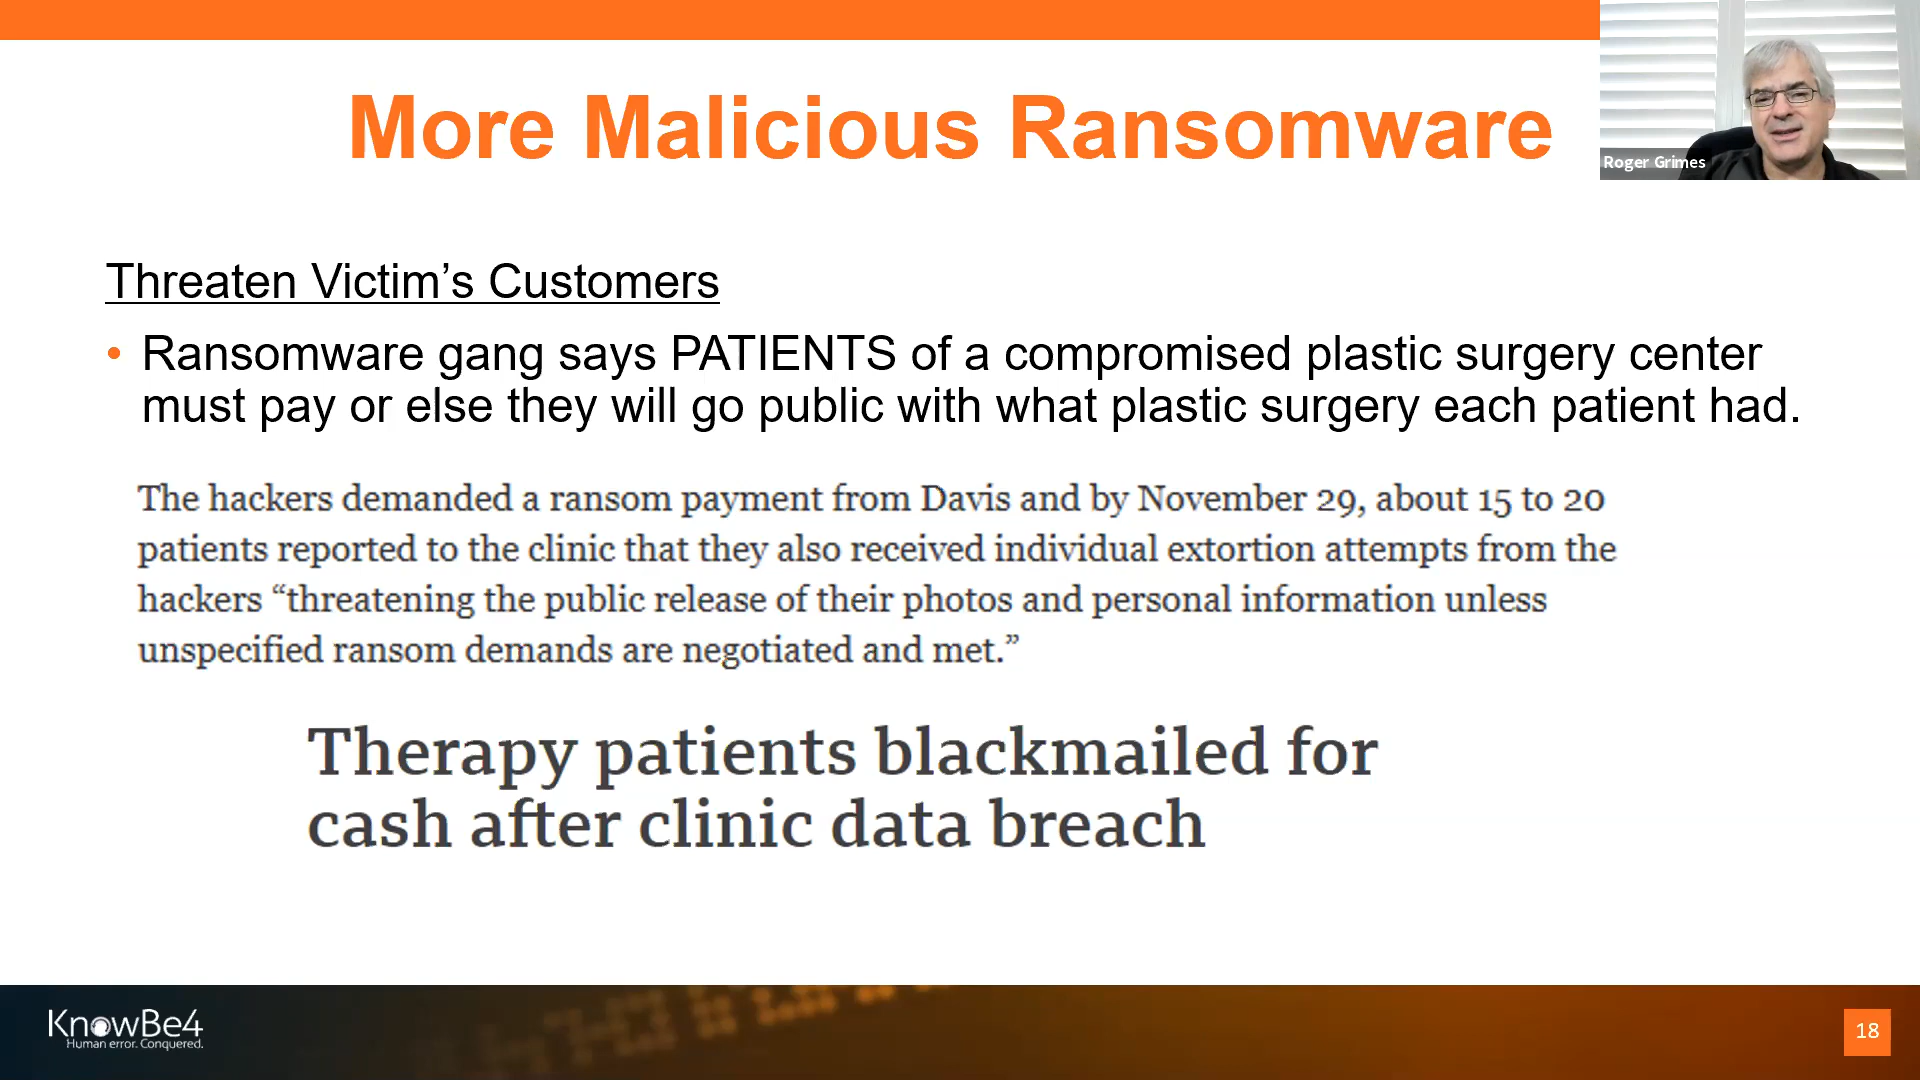 More Malicious Ransomware
Roger Grimes
Threaten Victim’s Customers
• Ransomware gang says PATIENTS of a compromised plastic surgery center
must pay or else they will go public with what plastic surgery each patient had.
The hackers demanded a ransom payment from Davis and by November 29, about 15 to 20
patients reported to the clinic that they also received individual extortion attempts from the
hackers “threatening the public release of their photos and personal information unless
unspecified ransom demands are negotiated and met.”
Therapy patients blackmailed for
cash after clinic data breach
KnowBe4
Human error. Conquered.
18